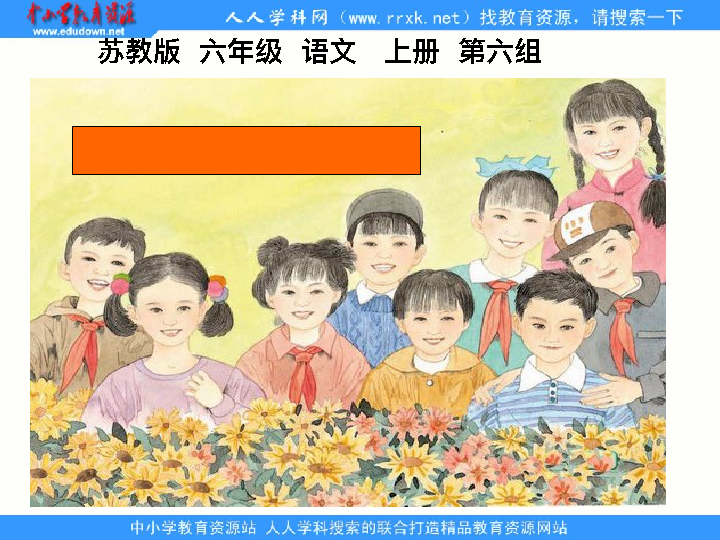 中小学教育资源
www.edudown.net
人人学科网（www.rrxk.net）找教育资源，请搜索一下
苏教版 六年级 语文 上册 第六组
中小学教育资源站 人人学科搜索的联合打造精品教育资源网站